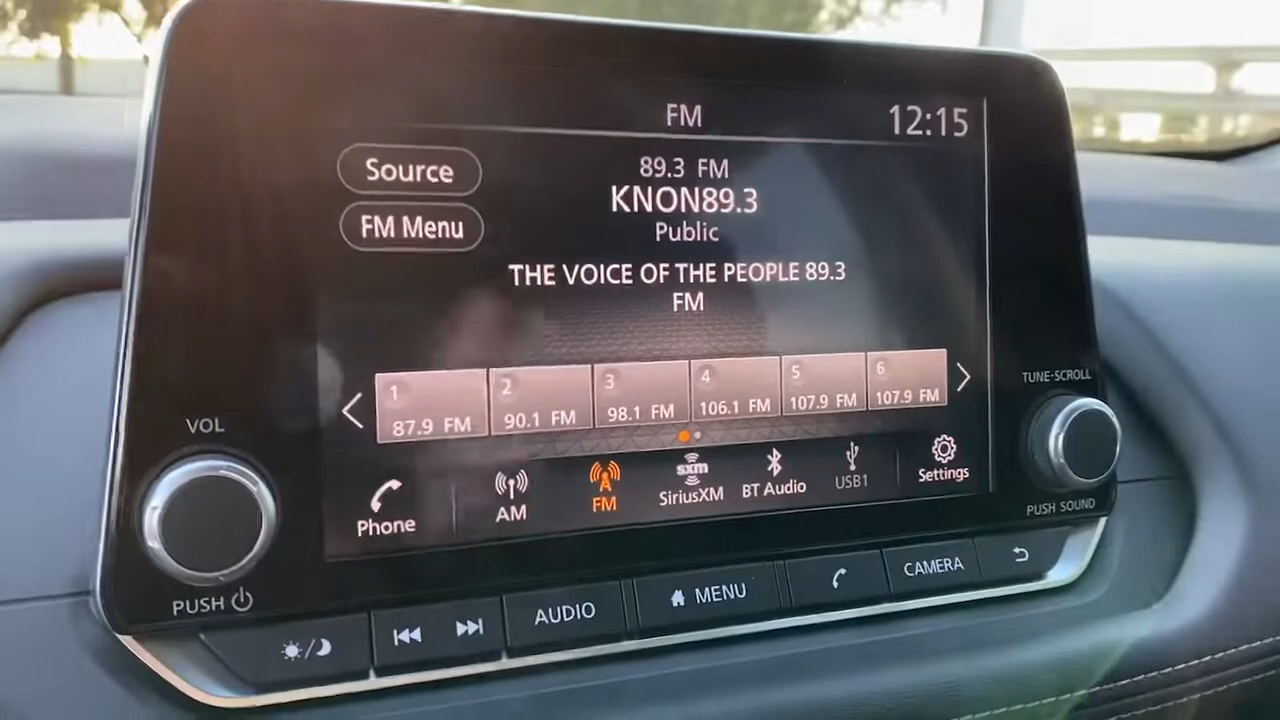 FM
12:15
Source
89.3 FM
KNON89.3
FM Menu
Public
THE VOICE OF THE PEOPLE 89.3
FM
1
87.9 FM
2
90.1 FM
3
98.1 FM
4
106.1 FM
5
107.9 FM
6
107.9 FM
Phone
AM
FM
sxm
SiriusXM
BT Audio
USB1
Settings
VOL
PUSH
TUNE·SCROLL
PUSH SOUND
AUDIO
MENU
CAMERA